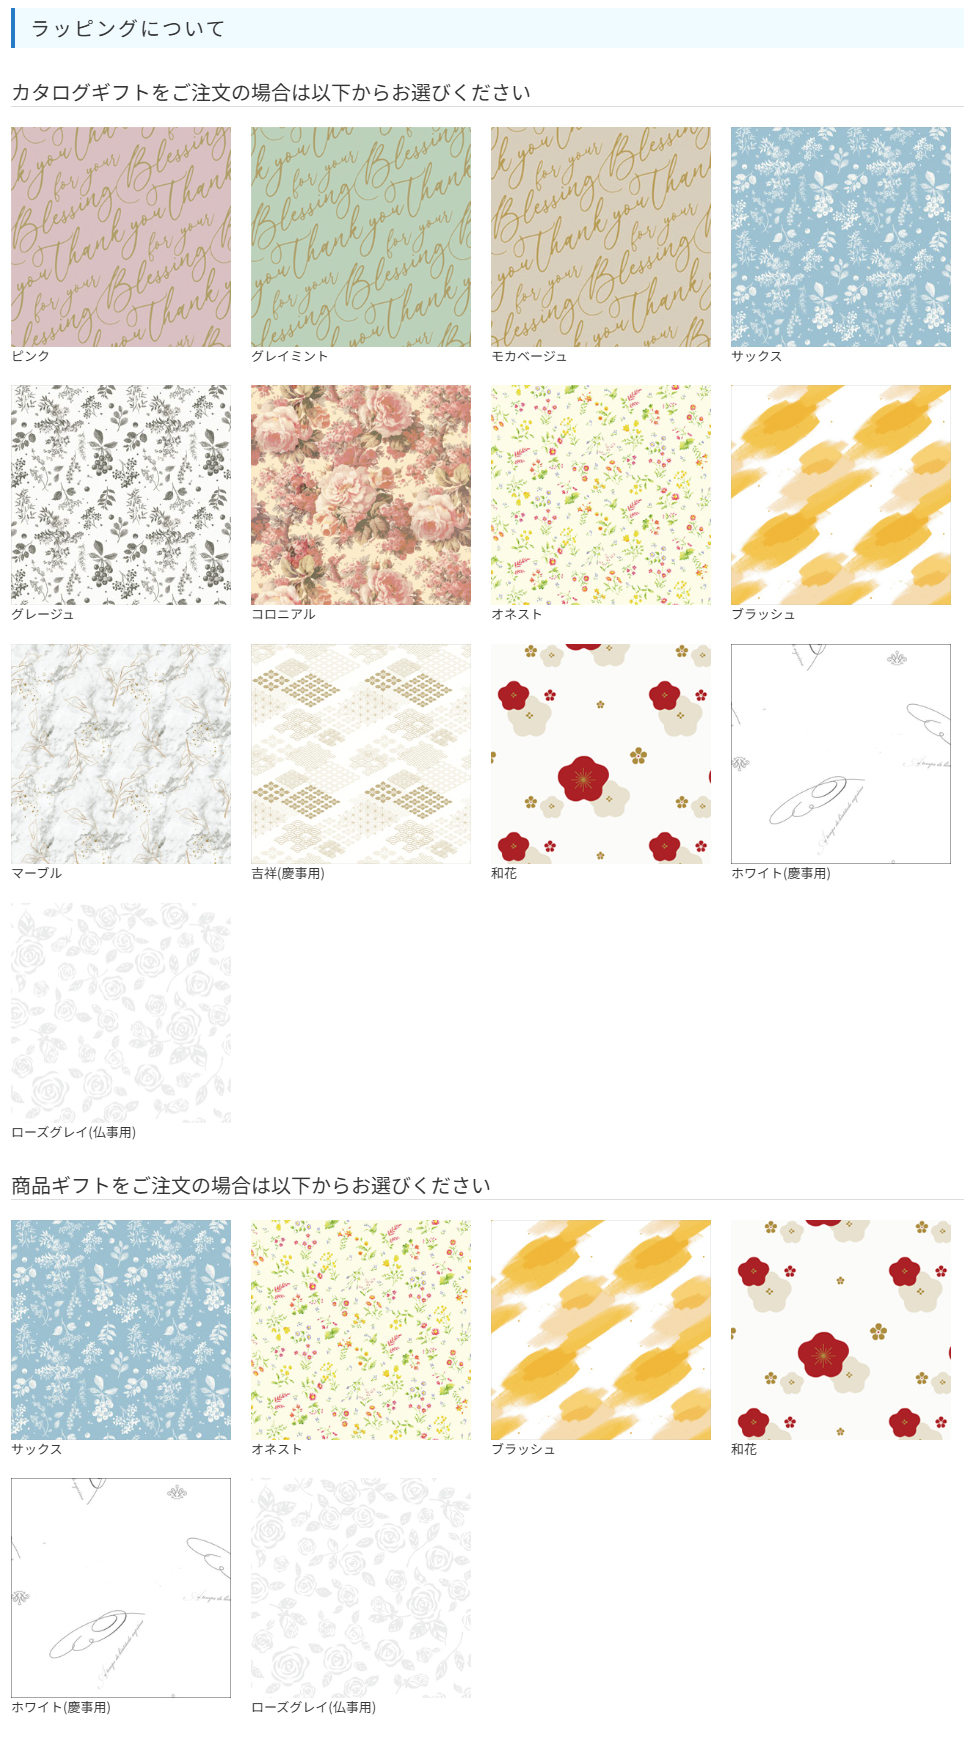 ラッピングについて
カタログギフトをご注文の場合は以下からお選びください
ピンク
グレイミント
モカベージュ
サックス
グレージュ
コロニアル
オネスト
ブラッシュ
マーブル
吉祥(慶事用)
和花
ホワイト(慶事用)
ローズグレイ(仏事用)
商品ギフトをご注文の場合は以下からお選びください
サックス
オネスト
ブラッシュ
和花
ホワイト(慶事用)
ローズグレイ(仏事用)